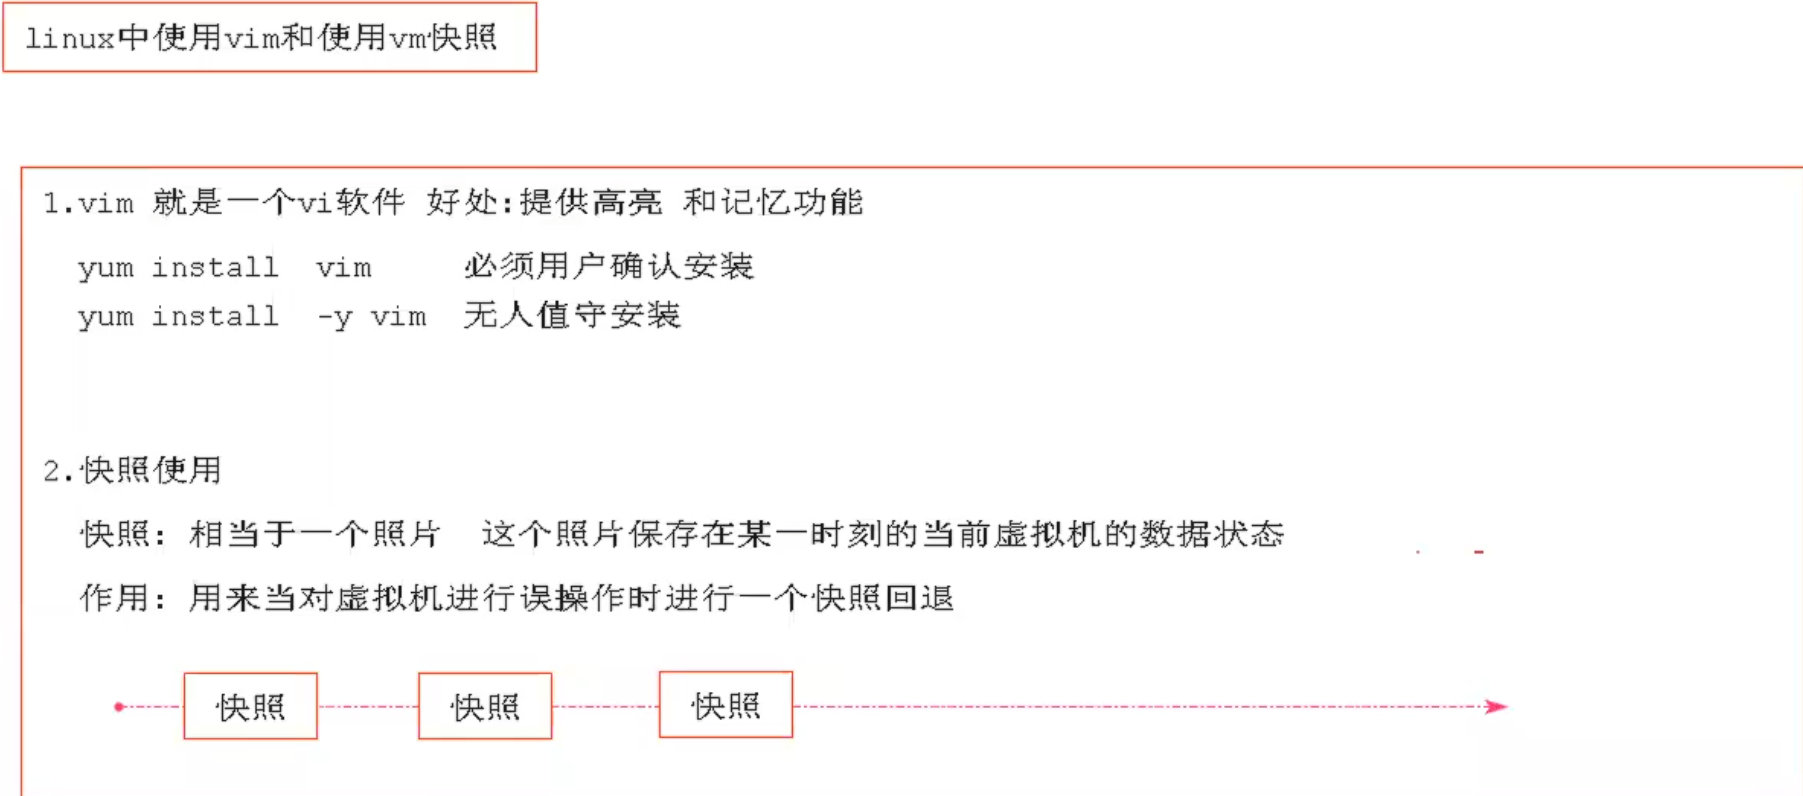 linux中使用vim和使用vm快照
1.vim 就是一个vi软件 好处:提供高亮 和记忆功能
yum install vim 必须用户确认安装
yum install -y vim 无人值守安装
2.快照使用
快照: 相当于一个照片 这个照片保存在某一时刻的当前虚拟机的数据状态
作用: 用来当对虚拟机进行误操作时进行一个快照回退
快照 快照 快照